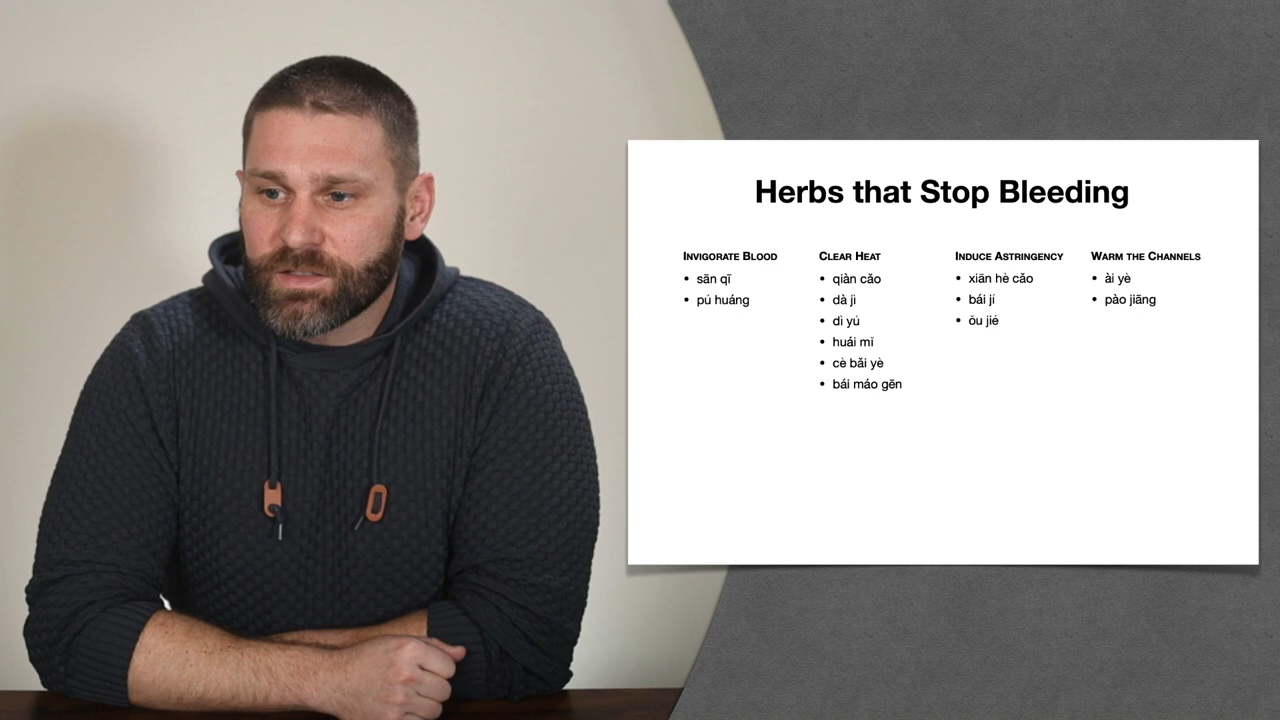 Herbs that Stop Bleeding
Invigorate Blood
• sān qī
• pú huáng
Clear Heat
• qiàn cǎo
• dà jì
• dì yú
• huái mǐ
• cè bǎi yè
• bái máo gēn
Induce Astringency
• xiān hè cǎo
• bái jí
• ǒu jié
Warm the Channels
• ài yè
• pào jiāng